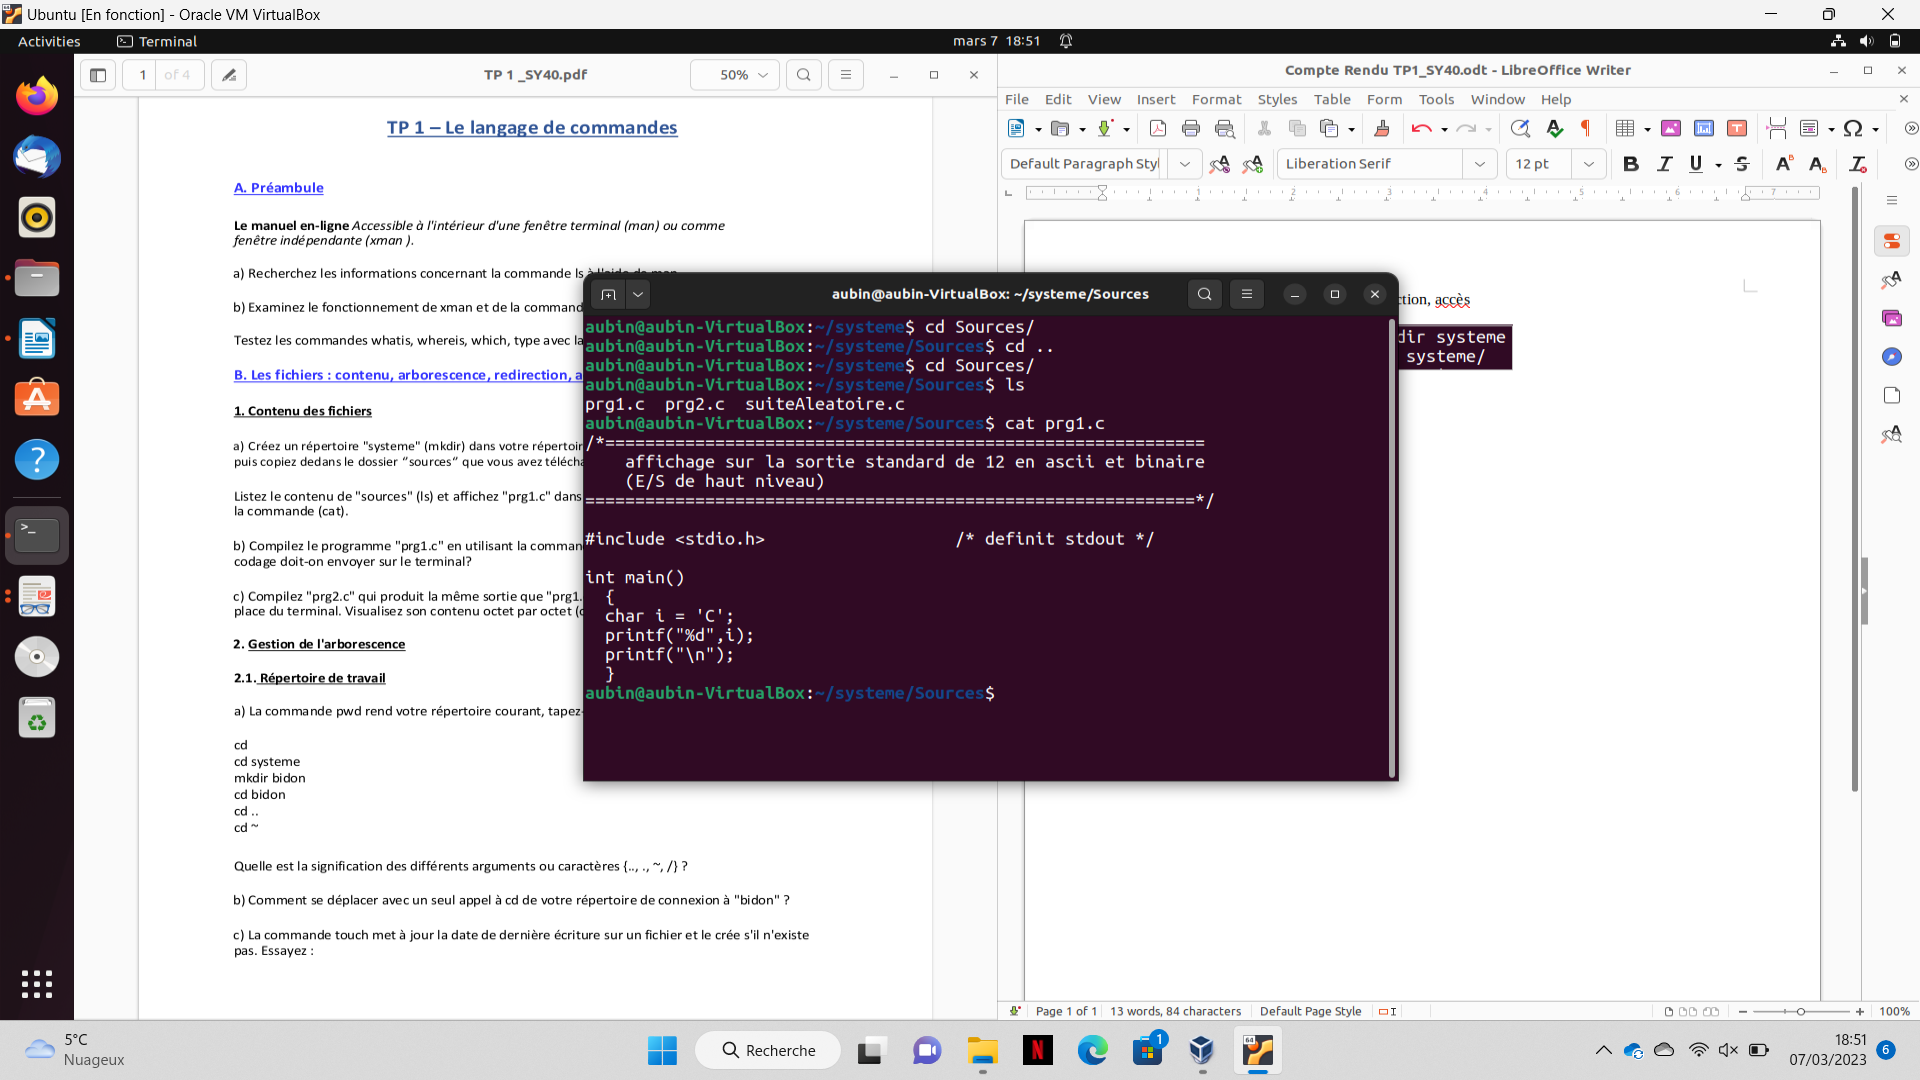 Ubuntu [En fonction] - Oracle VM VirtualBox
Activities
Terminal
mars 7 18:51
1 of 4
TP 1 _SY40.pdf
50%
TP 1 – Le langage de commandes
A. Préambule
Le manuel en-ligne Accessible à l'intérieur d'une fenêtre terminal (man) ou comme
fenêtre indépendante (xman ).
a) Recherchez les informations concernant la commande ls à l'aide de man
b) Examinez le fonctionnement de xman et de la command
Testez les commandes whatis, whereis, which, type avec la
B. Les fichiers : contenu, arborescence, redirection, a
1. Contenu des fichiers
a) Créez un répertoire "systeme" (mkdir) dans votre répertoir
puis copiez dedans le dossier “sources“ que vous avez télécha
Listez le contenu de "sources" (ls) et affichez "prg1.c" dans
la commande (cat).
b) Compilez le programme "prg1.c" en utilisant la comman
codage doit-on envoyer sur le terminal?
c) Compilez "prg2.c" qui produit la même sortie que "prg1.
place du terminal. Visualisez son contenu octet par octet (o
2. Gestion de l'arborescence
2.1. Répertoire de travail
a) La commande pwd rend votre répertoire courant, tapez-
cd
cd systeme
mkdir bidon
cd bidon
cd ..
cd ~
Quelle est la signification des différents arguments ou caractères {.., ., ~, /} ?
b) Comment se déplacer avec un seul appel à cd de votre répertoire de connexion à "bidon" ?
c) La commande touch met à jour la date de dernière écriture sur un fichier et le crée s'il n'existe
pas. Essayez :
aubin@aubin-VirtualBox: ~/systeme/Sources
aubin@aubin-VirtualBox:~/systeme$ cd Sources/
aubin@aubin-VirtualBox:~/systeme/Sources$ cd ..
aubin@aubin-VirtualBox:~/systeme$ cd Sources/
aubin@aubin-VirtualBox:~/systeme/Sources$ ls
prg1.c  prg2.c  suiteAleatoire.c
aubin@aubin-VirtualBox:~/systeme/Sources$ cat prg1.c
/*============================================================
    affichage sur la sortie standard de 12 en ascii et binaire
    (E/S de haut niveau)
=============================================================*/
#include <stdio.h>                   /* definit stdout */
int main()
  {
  char i = 'C';
  printf("%d",i);
  printf("\n");
  }
aubin@aubin-VirtualBox:~/systeme/Sources$
Compte Rendu TP1_SY40.odt - LibreOffice Writer
File Edit View Insert Format Styles Table Form Tools Window Help
Default Paragraph Styl
Liberation Serif
12 pt
1 2 3 4 5 6 7
ction, accès
dir systeme
systeme/
Page 1 of 1
13 words, 84 characters
Default Page Style
100%
5°C
Nuageux
Recherche
1
18:51
07/03/2023
6